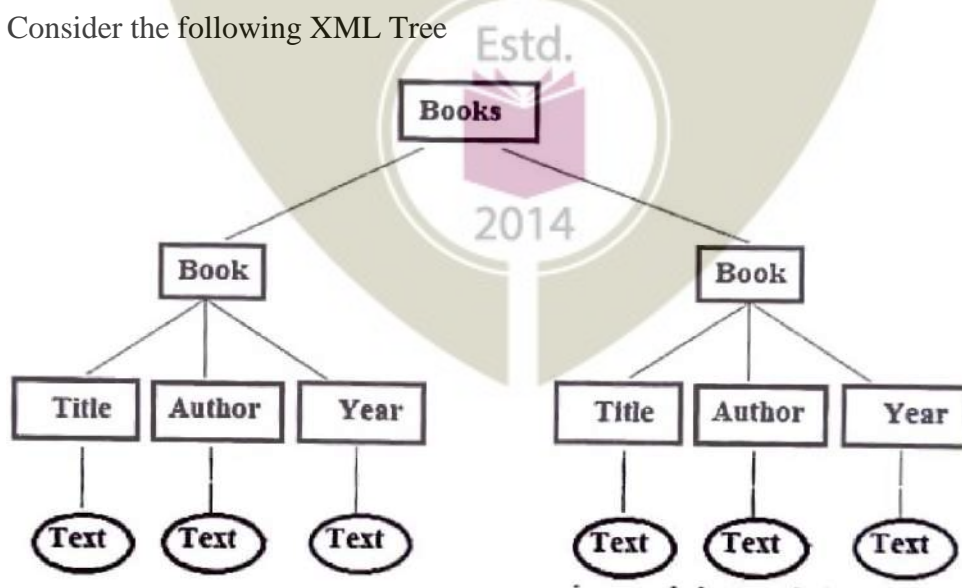 Consider the following XML Tree
Estd.
Books
2014
Book Book
Title Author Year Title Author Year
Text Text Text Text Text Text